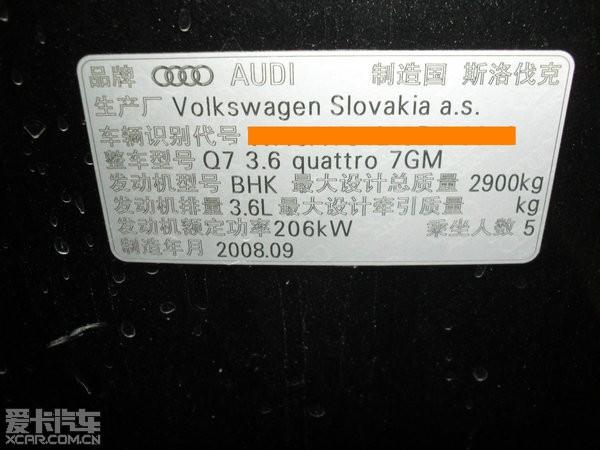 品牌 AUDI 制造国 斯洛伐克
生产厂 Volkswagen Slovakia a.s.
车辆识别代号
整车型号 Q7 3.6 quattro 7GM
发动机型号 BHK 最大设计总质量 2900kg
发动机排量 3.6L 最大设计牵引质量 kg
发动机额定功率 206kW 乘坐人数 5
制造年月 2008.09
爱卡汽车
XCAR.COM.CN